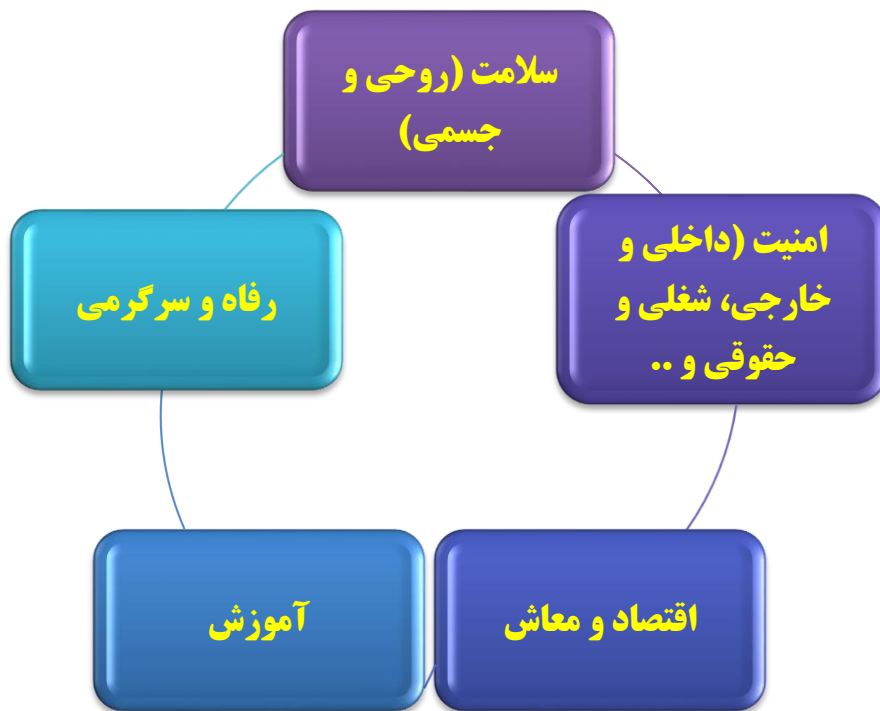 سلامت (روحی و
جسمی)
امنیت (داخلی و
خارجی، شغلی و
حقوقی و ..
اقتصاد و معاش
آموزش
رفاه و سرگرمی